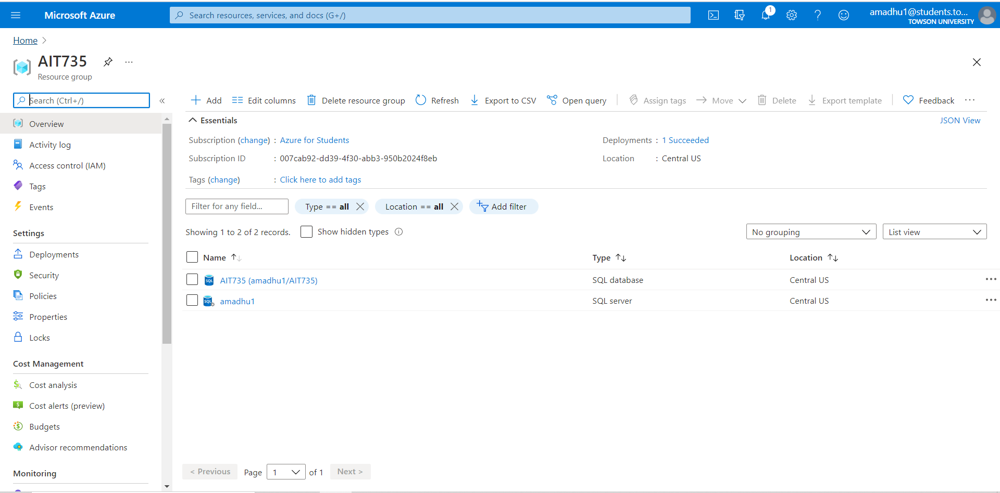 Microsoft Azure
Search resources, services, and docs (G+/)
1
amadhu1@students.to...
TOWSON UNIVERSITY
Home
AIT735
...
Resource group
Search (Ctrl+/)
«
Add
Edit columns
Delete resource group
Refresh
Export to CSV
Open query
Assign tags
Move
Delete
Export template
Feedback
...
Overview
Activity log
Access control (IAM)
Tags
Events
Settings
Deployments
Security
Policies
Properties
Locks
Cost Management
Cost analysis
Cost alerts (preview)
Budgets
Advisor recommendations
Monitoring
Essentials
JSON View
Subscription (change) : Azure for Students
Deployments : 1 Succeeded
Subscription ID : 007cab92-dd39-4f30-abb3-950b2024f8eb
Location : Central US
Tags (change) : Click here to add tags
Filter for any field...
Type == all
Location == all
Add filter
Showing 1 to 2 of 2 records.
Show hidden types
No grouping
List view
Name Type Location
SQL AIT735 (amadhu1/AIT735) SQL database Central US ...
SQL amadhu1 SQL server Central US ...
< Previous Page 1 of 1 Next >